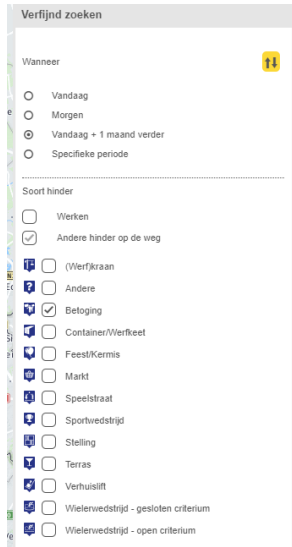 Verfijnd zoeken
Wanneer
Vandaag
Morgen
Vandaag + 1 maand verder
Specifieke periode
Soort hinder
Werken
Andere hinder op de weg
(Werf)kraan
Andere
Betoging
Container/Werfkeet
Feest/Kermis
Markt
Speelstraat
Sportwedstrijd
Stelling
Terras
Verhuislift
Wielerwedstrijd - gesloten criterium
Wielerwedstrijd - open criterium